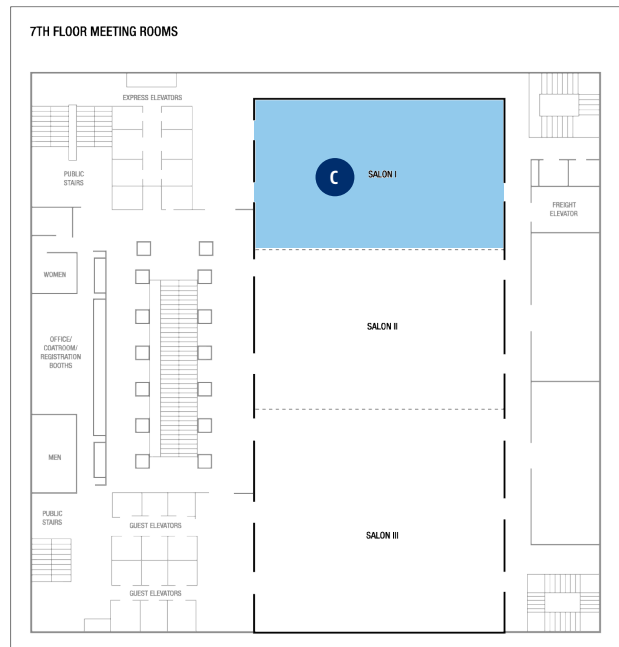 7TH FLOOR MEETING ROOMS
EXPRESS ELEVATORS
PUBLIC
STAIRS
C
SALON I
FREIGHT
ELEVATOR
WOMEN
OFFICE/
COATROOM/
REGISTRATION
BOOTHS
SALON II
MEN
PUBLIC
STAIRS
GUEST ELEVATORS
SALON III
GUEST ELEVATORS